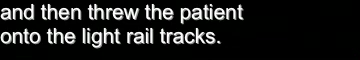 and then threw the patient
onto the light rail tracks.